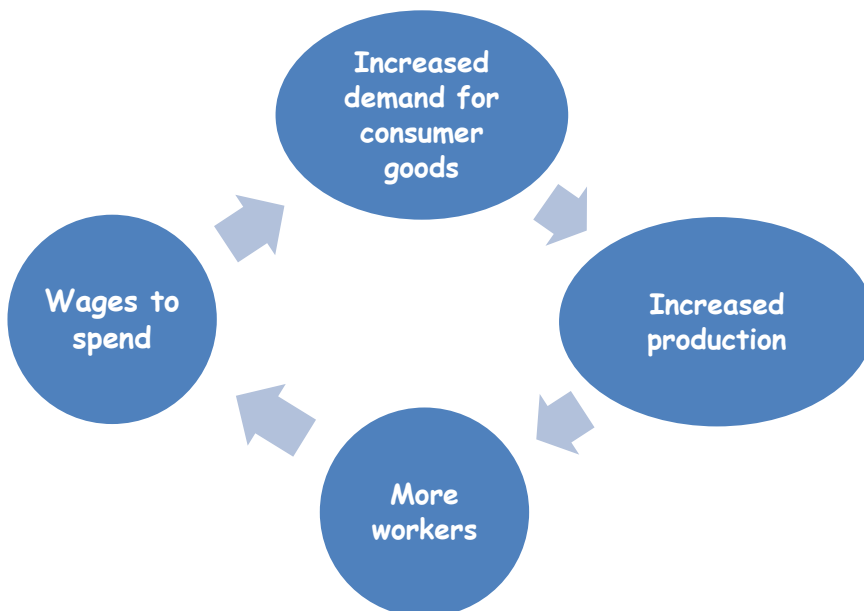 Increased
demand for
consumer
goods
Increased
production
More
workers
Wages to
spend